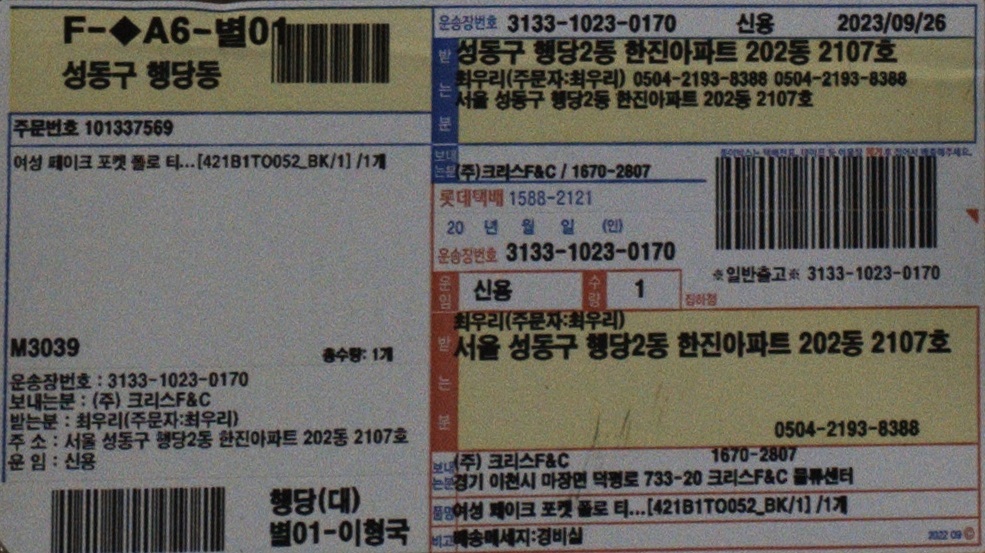 F-◆A6-별01
성동구 행당동
주문번호 101337569
여성 페이크 포켓 폴로 티...[421B1TO052_BK/1] /1개
M3039
총수량: 1개
운송장번호 : 3133-1023-0170
보내는분 : (주) 크리스F&C
받는분 : 최우리(주문자:최우리)
주 소 : 서울 성동구 행당2동 한진아파트 202동 2107호
운 임 : 신용
행당(대)
별01-이형국
운송장번호 3133-1023-0170 신용 2023/09/26
받는분
성동구 행당2동 한진아파트 202동 2107호
최우리(주문자:최우리) 0504-2193-8388 0504-2193-8388
서울 성동구 행당2동 한진아파트 202동 2107호
보내는분 (주)크리스F&C / 1670-2807
롯데택배 1588-2121
20 년 월 일 (인)
운송장번호 3133-1023-0170
※일반출고※ 3133-1023-0170
운임 신용 수량 1 집하점
받는분
최우리(주문자:최우리)
서울 성동구 행당2동 한진아파트 202동 2107호
0504-2193-8388
보내는분 (주) 크리스F&C 1670-2807
경기 이천시 마장면 덕평로 733-20 크리스F&C 물류센터
품명 여성 페이크 포켓 폴로 티...[421B1TO052_BK/1] /1개
비고 배송메세지:경비실
2022 09